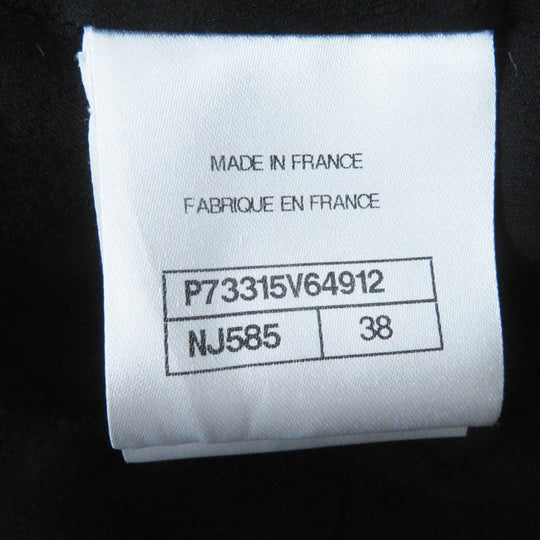 MADE IN FRANCE
FABRIQUE EN FRANCE
P73315V64912
NJ585 38